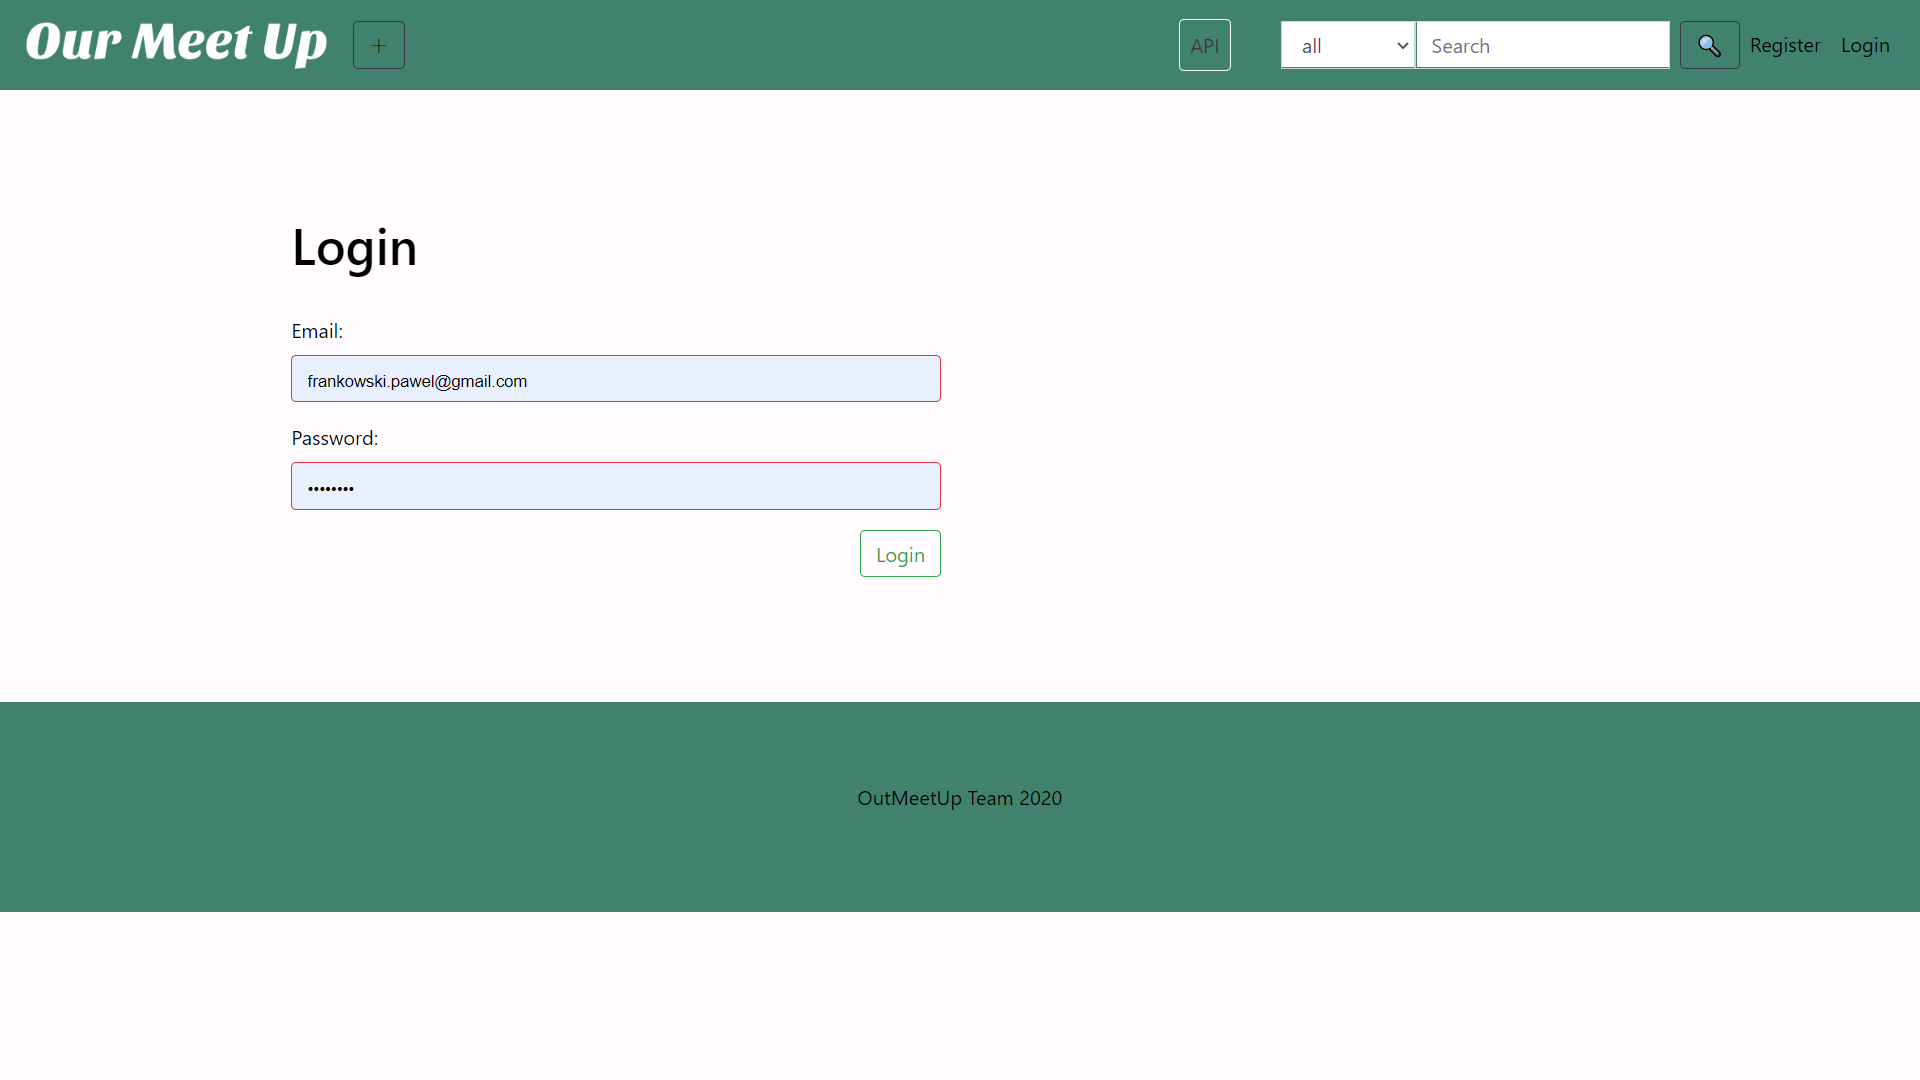 Our Meet Up + API all Search Register Login
Login
Email:
frankowski.pawel@gmail.com
Password:
••••••••
Login
OutMeetUp Team 2020